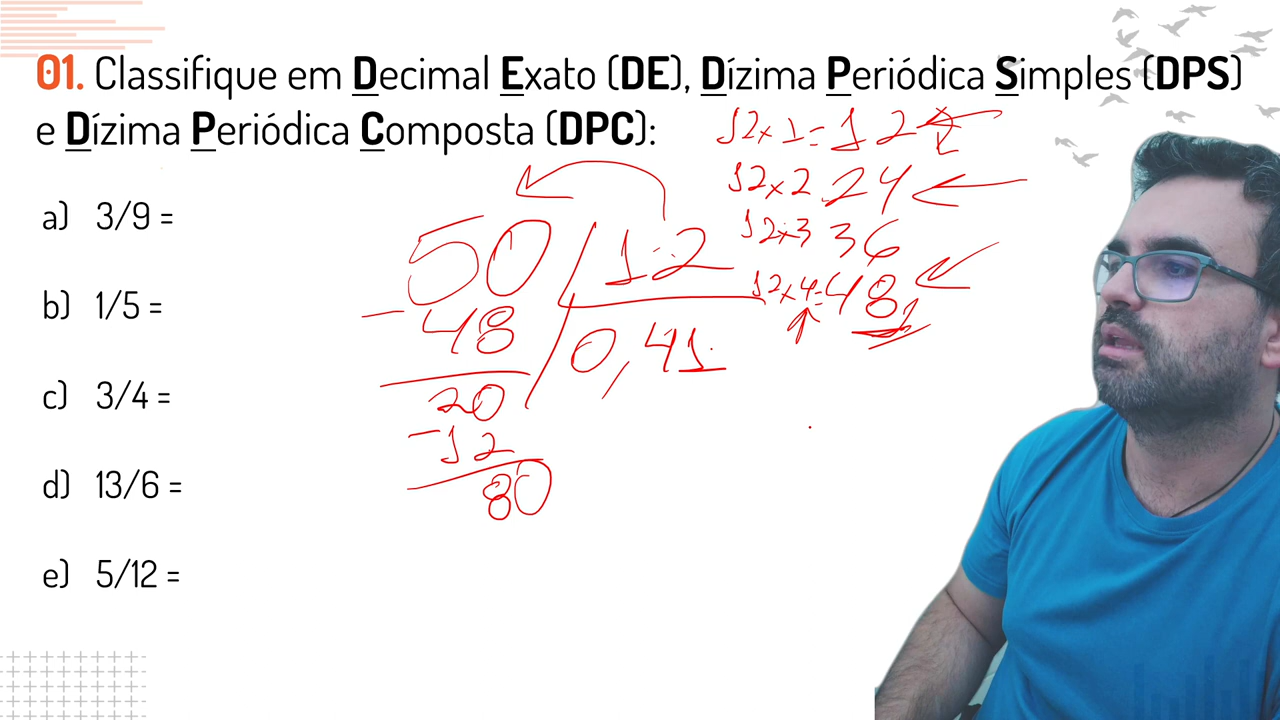 01. Classifique em Decimal Exato (DE), Dízima Periódica Simples (DPS)
e Dízima Periódica Composta (DPC):
12x1=12
12x2 24
12x3 36
12x4=48
a) 3/9 =
50 12
b) 1/5 =
-48 0,41
c) 3/4 =
20
-12
d) 13/6 =
80
e) 5/12 =